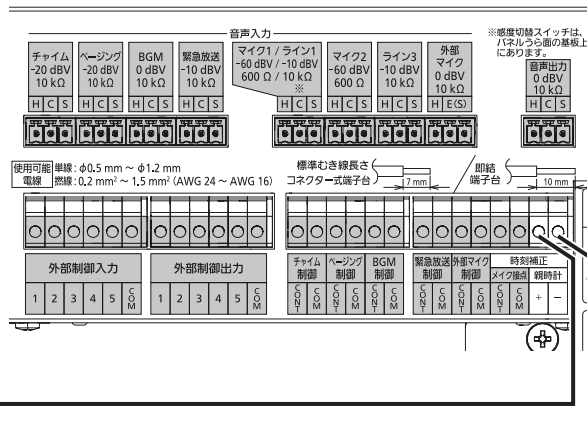 音声入力
※感度切替スイッチは、
パネルうら面の基板上
にあります。
チャイム
-20 dBV
10 kΩ
H C S
ページング
-20 dBV
10 kΩ
H C S
BGM
0 dBV
10 kΩ
H C S
緊急放送
-10 dBV
10 kΩ
H C S
マイク1 / ライン1
-60 dBV / -10 dBV
600 Ω / 10 kΩ
※
H C S
マイク2
-60 dBV
600 Ω
H C S
ライン3
-10 dBV
10 kΩ
H C S
外部
マイク
0 dBV
10 kΩ
H E(S)
音声出力
0 dBV
10 kΩ
H C S
使用可能
電線
単線 : φ0.5 mm ~ φ1.2 mm
撚線 : 0.2 mm² ~ 1.5 mm² (AWG 24 ~ AWG 16)
標準むき線長さ
コネクター式端子台
7 mm
即結
端子台
10 mm
外部制御入力
1 2 3 4 5 COM
外部制御出力
1 2 3 4 5 COM
チャイム
制御
CONT COM
ページング
制御
CONT COM
BGM
制御
CONT COM
緊急放送
制御
CONT COM
外部マイク
制御
CONT COM
時刻補正
メイク接点
CONT COM
親時計
+ −